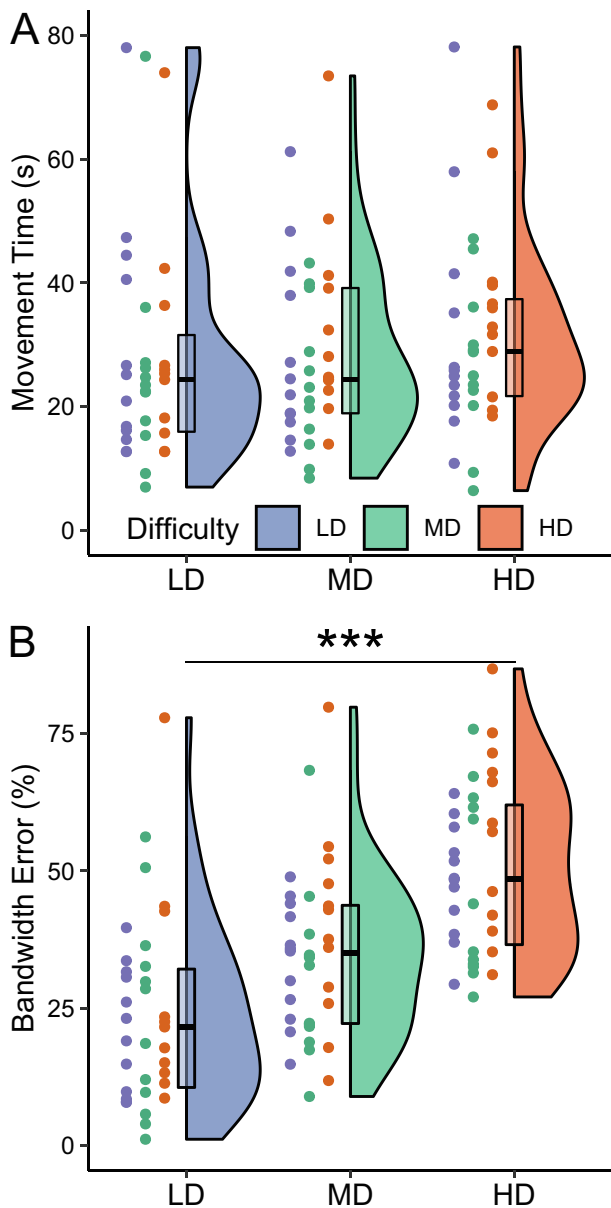 A
Movement Time (s)
80
60
40
20
0
Difficulty LD MD HD
LD MD HD
B
***
Bandwidth Error (%)
75
50
25
0
LD MD HD